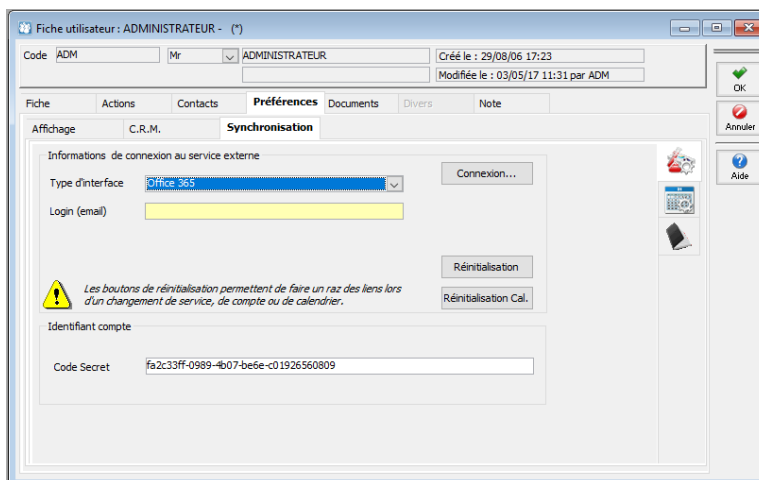 Fiche utilisateur : ADMINISTRATEUR -   (*)
Code ADM Mr ADMINISTRATEUR Créé le : 29/08/06 17:23
Modifiée le : 03/05/17 11:31 par ADM
OK
Fiche Actions Contacts Préférences Documents Divers Note
Annuler
Affichage C.R.M. Synchronisation
Informations de connexion au service externe
Aide
Type d'interface Office 365 Connexion...
Login (email)
Réinitialisation
Les boutons de réinitialisation permettent de faire un raz des liens lors
d'un changement de service, de compte ou de calendrier.
Réinitialisation Cal.
Identifiant compte
Code Secret fa2c33ff-0989-4b07-be6e-c01926560809